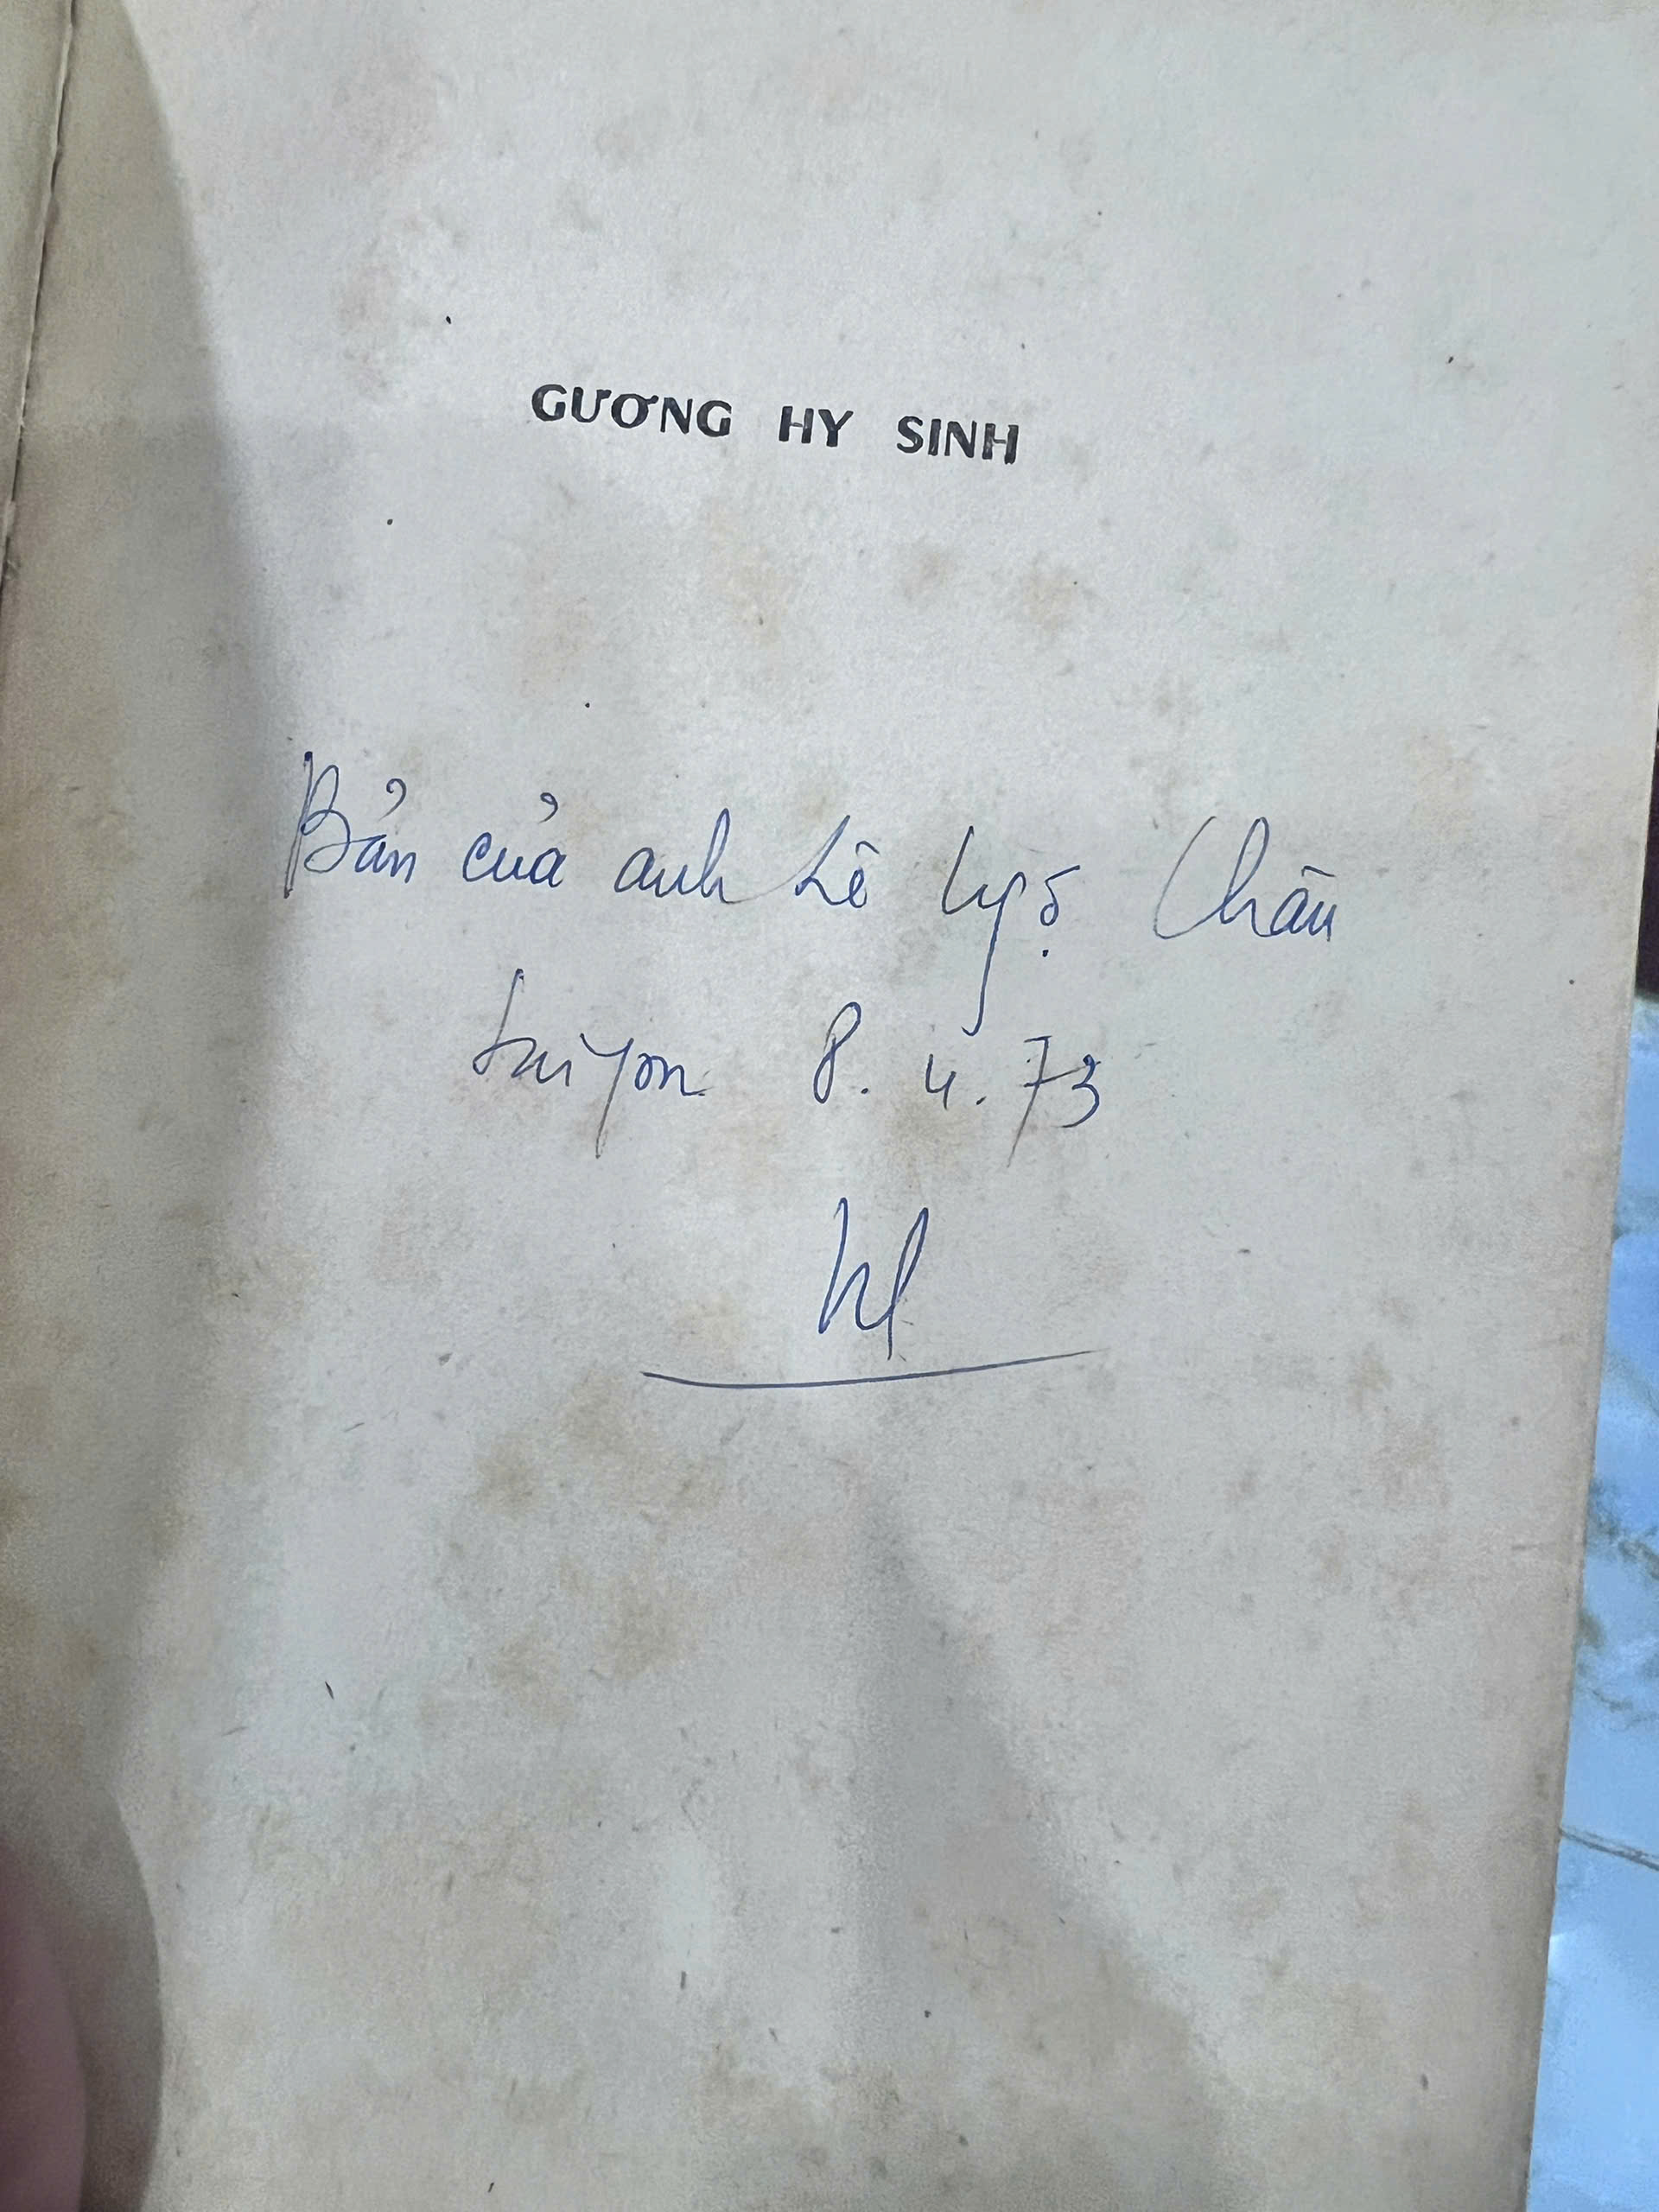 GƯƠNG HY SINH
Bản của anh Lê Ngộ Châu
Saigon 8.4.73